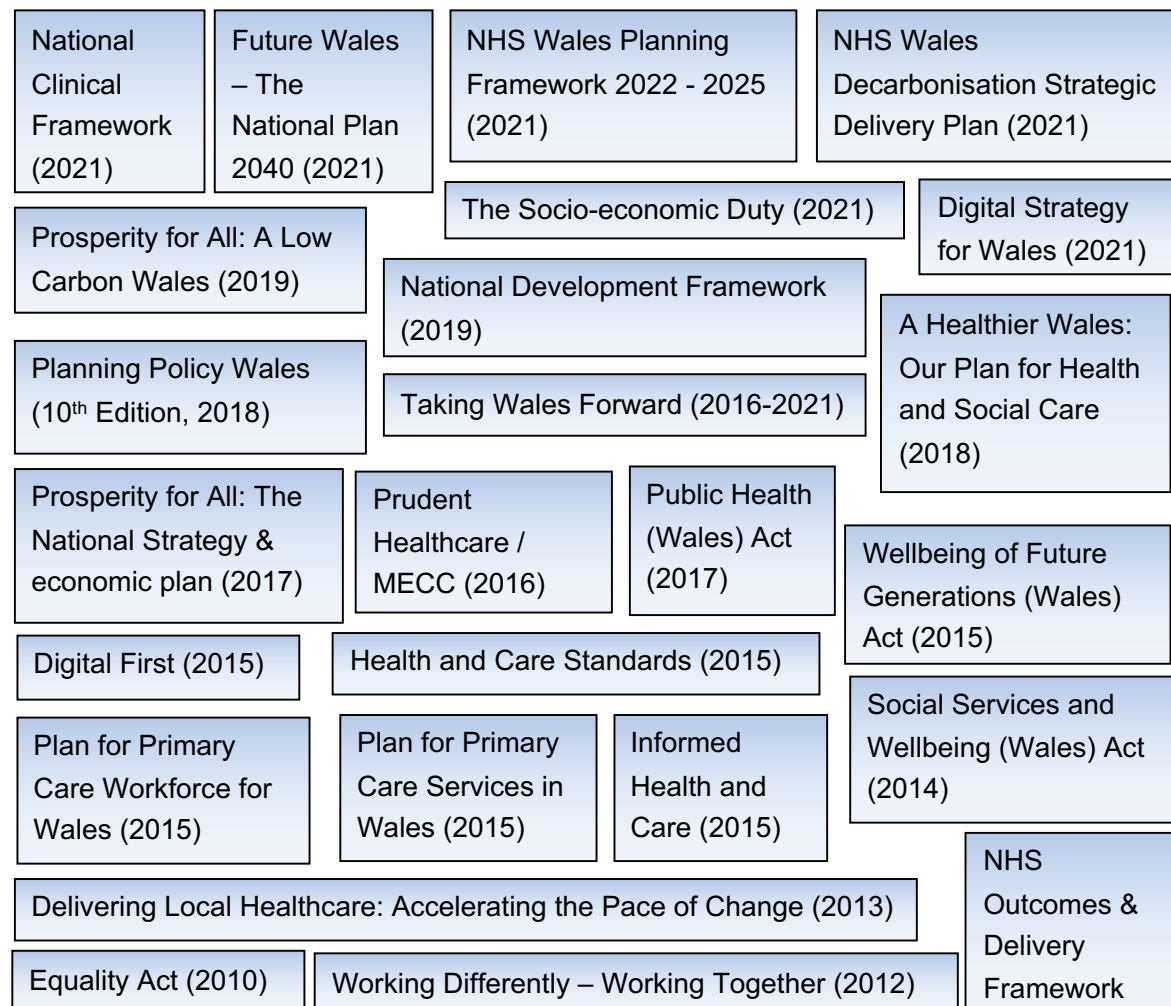 National
Clinical
Framework
(2021)
Future Wales
– The
National Plan
2040 (2021)
NHS Wales Planning
Framework 2022 - 2025
(2021)
NHS Wales
Decarbonisation Strategic
Delivery Plan (2021)
The Socio-economic Duty (2021)
Digital Strategy
for Wales (2021)
Prosperity for All: A Low
Carbon Wales (2019)
National Development Framework
(2019)
A Healthier Wales:
Our Plan for Health
and Social Care
(2018)
Planning Policy Wales
(10th Edition, 2018)
Taking Wales Forward (2016-2021)
Prosperity for All: The
National Strategy &
economic plan (2017)
Prudent
Healthcare /
MECC (2016)
Public Health
(Wales) Act
(2017)
Wellbeing of Future
Generations (Wales)
Act (2015)
Digital First (2015)
Health and Care Standards (2015)
Social Services and
Wellbeing (Wales) Act
(2014)
Plan for Primary
Care Workforce for
Wales (2015)
Plan for Primary
Care Services in
Wales (2015)
Informed
Health and
Care (2015)
NHS
Outcomes &
Delivery
Framework
Delivering Local Healthcare: Accelerating the Pace of Change (2013)
Equality Act (2010)
Working Differently – Working Together (2012)